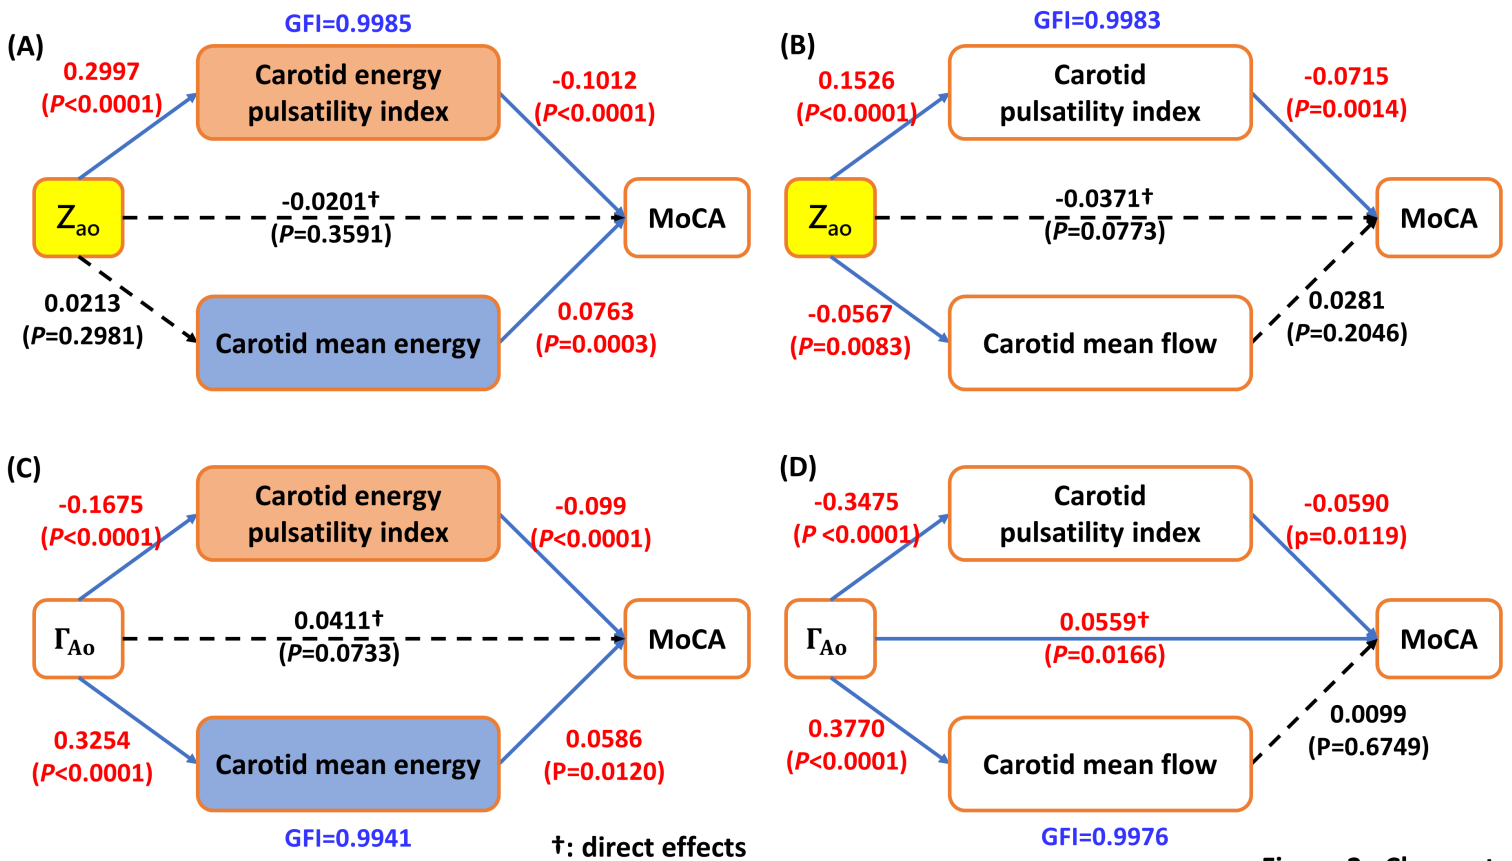 (A)
GFI=0.9985
0.2997
(P<0.0001)
Carotid energy
pulsatility index
-0.1012
(P<0.0001)
Zao
-0.0201†
(P=0.3591)
MoCA
0.0213
(P=0.2981)
Carotid mean energy
0.0763
(P=0.0003)
(B)
GFI=0.9983
0.1526
(P<0.0001)
Carotid
pulsatility index
-0.0715
(P=0.0014)
Zao
-0.0371†
(P=0.0773)
MoCA
-0.0567
(P=0.0083)
Carotid mean flow
0.0281
(P=0.2046)
(C)
-0.1675
(P<0.0001)
Carotid energy
pulsatility index
-0.099
(P<0.0001)
ΓAo
0.0411†
(P=0.0733)
MoCA
0.3254
(P<0.0001)
Carotid mean energy
0.0586
(P=0.0120)
GFI=0.9941
†: direct effects
(D)
-0.3475
(P <0.0001)
Carotid
pulsatility index
-0.0590
(p=0.0119)
ΓAo
0.0559†
(P=0.0166)
MoCA
0.3770
(P<0.0001)
Carotid mean flow
0.0099
(P=0.6749)
GFI=0.9976